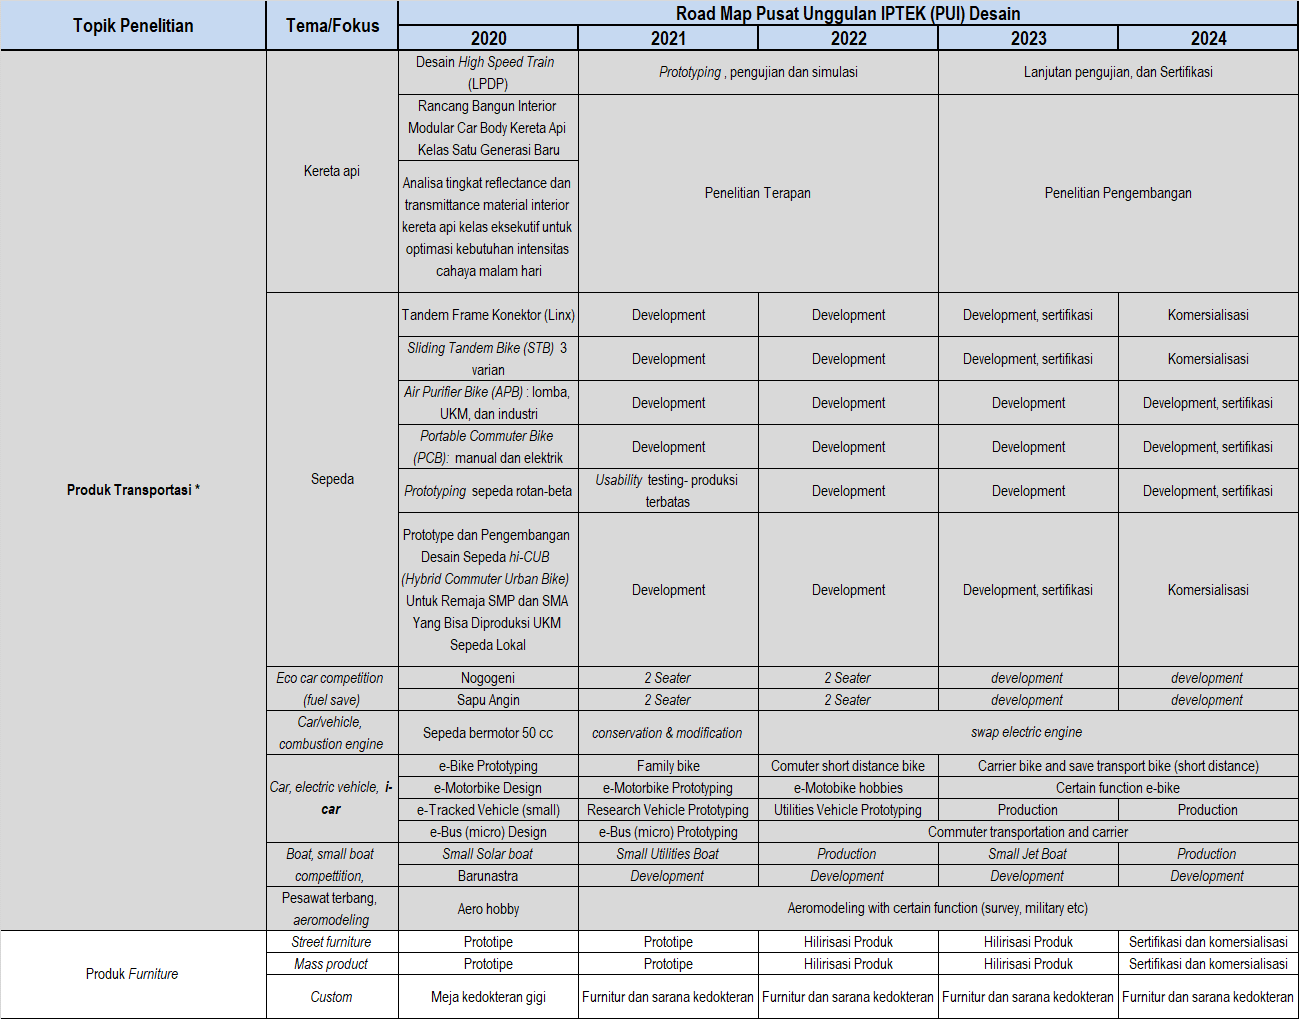 Topik Penelitian
Tema/Fokus
Road Map Pusat Unggulan IPTEK (PUI) Desain
2020
2021
2022
2023
2024
Produk Transportasi *
Kereta api
Desain High Speed Train
(LPDP)
Prototyping , pengujian dan simulasi
Lanjutan pengujian, dan Sertifikasi
Rancang Bangun Interior
Modular Car Body Kereta Api
Kelas Satu Generasi Baru
Analisa tingkat reflectance dan
transmittance material interior
kereta api kelas eksekutif untuk
optimasi kebutuhan intensitas
cahaya malam hari
Penelitian Terapan
Penelitian Pengembangan
Sepeda
Tandem Frame Konektor (Linx)
Development
Development
Development, sertifikasi
Komersialisasi
Sliding Tandem Bike (STB) 3
varian
Development
Development
Development, sertifikasi
Komersialisasi
Air Purifier Bike (APB) : lomba,
UKM, dan industri
Development
Development
Development
Development, sertifikasi
Portable Commuter Bike
(PCB): manual dan elektrik
Development
Development
Development
Development, sertifikasi
Prototyping sepeda rotan-beta
Usability testing- produksi
terbatas
Development
Development
Development, sertifikasi
Prototype dan Pengembangan
Desain Sepeda hi-CUB
(Hybrid Commuter Urban Bike)
Untuk Remaja SMP dan SMA
Yang Bisa Diproduksi UKM
Sepeda Lokal
Development
Development
Development, sertifikasi
Komersialisasi
Eco car competition
(fuel save)
Nogogeni
2 Seater
2 Seater
development
development
Sapu Angin
2 Seater
2 Seater
development
development
Car/vehicle,
combustion engine
Sepeda bermotor 50 cc
conservation & modification
swap electric engine
Car, electric vehicle, i-
car
e-Bike Prototyping
Family bike
Comuter short distance bike
Carrier bike and save transport bike (short distance)
e-Motorbike Design
e-Motorbike Prototyping
e-Motobike hobbies
Certain function e-bike
e-Tracked Vehicle (small)
Research Vehicle Prototyping
Utilities Vehicle Prototyping
Production
Production
e-Bus (micro) Design
e-Bus (micro) Prototyping
Commuter transportation and carrier
Boat, small boat
compettition,
Small Solar boat
Small Utilities Boat
Production
Small Jet Boat
Production
Barunastra
Development
Development
Development
Development
Pesawat terbang,
aeromodeling
Aero hobby
Aeromodeling with certain function (survey, military etc)
Produk Furniture
Street furniture
Prototipe
Prototipe
Hilirisasi Produk
Hilirisasi Produk
Sertifikasi dan komersialisasi
Mass product
Prototipe
Prototipe
Hilirisasi Produk
Hilirisasi Produk
Sertifikasi dan komersialisasi
Custom
Meja kedokteran gigi
Furnitur dan sarana kedokteran
Furnitur dan sarana kedokteran
Furnitur dan sarana kedokteran
Furnitur dan sarana kedokteran